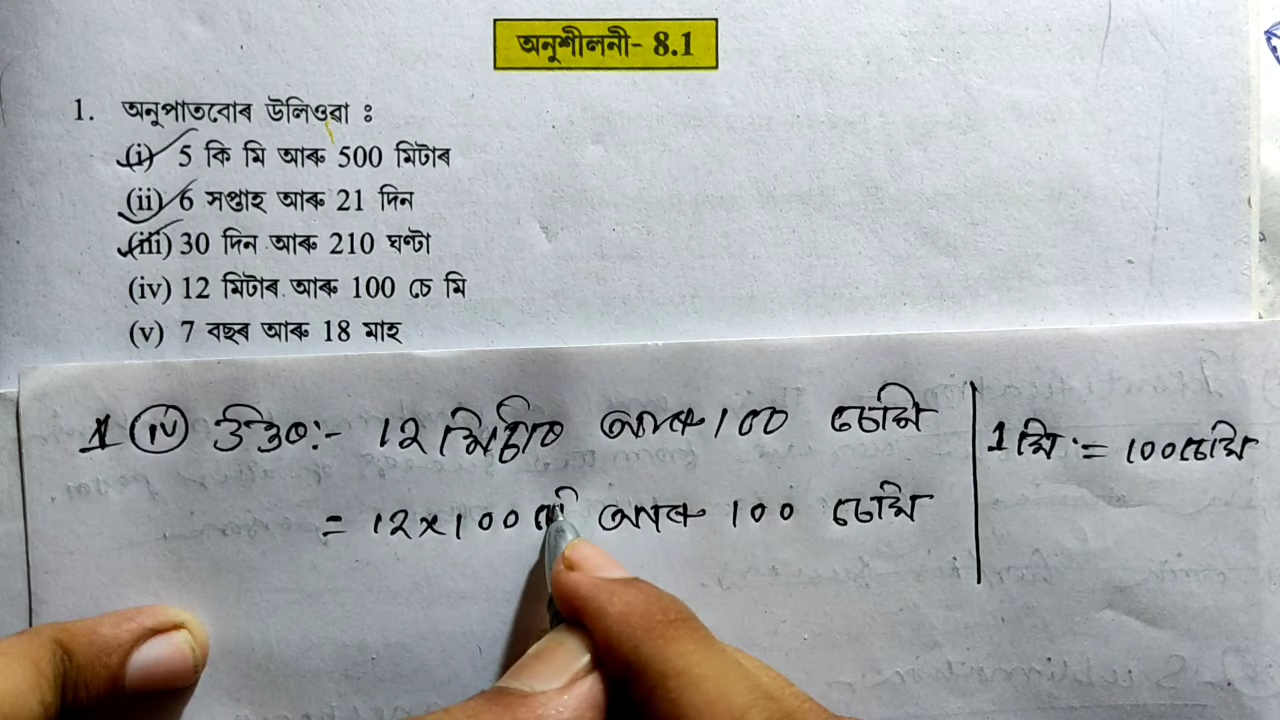 অনুশীলনী- 8.1
1. অনুপাতবোৰ উলিওৱা ঃ
(i) 5 কি মি আৰু 500 মিটাৰ
(ii) 6 সপ্তাহ আৰু 21 দিন
(iii) 30 দিন আৰু 210 ঘণ্টা
(iv) 12 মিটাৰ আৰু 100 চে মি
(v) 7 বছৰ আৰু 18 মাহ
1 (iv) উত্তৰ:- 12 মিটাৰ আৰু 100 চেমি
1 মি = 100 চেমি
= 12 x 100 আৰু 100 চেমি